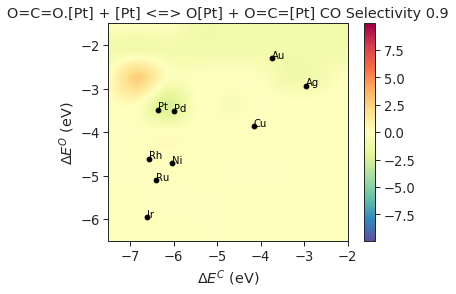 O=C=O.[Pt] + [Pt] <=> O[Pt] + O=C=[Pt] CO Selectivity 0.9
−2
−3
−4
−5
−6
ΔE^O (eV)
Au
Ag
Pt
Pd
Cu
Rh
Ni
Ru
Ir
−7
−6
−5
−4
−3
−2
ΔE^C (eV)
7.5
5.0
2.5
0.0
−2.5
−5.0
−7.5